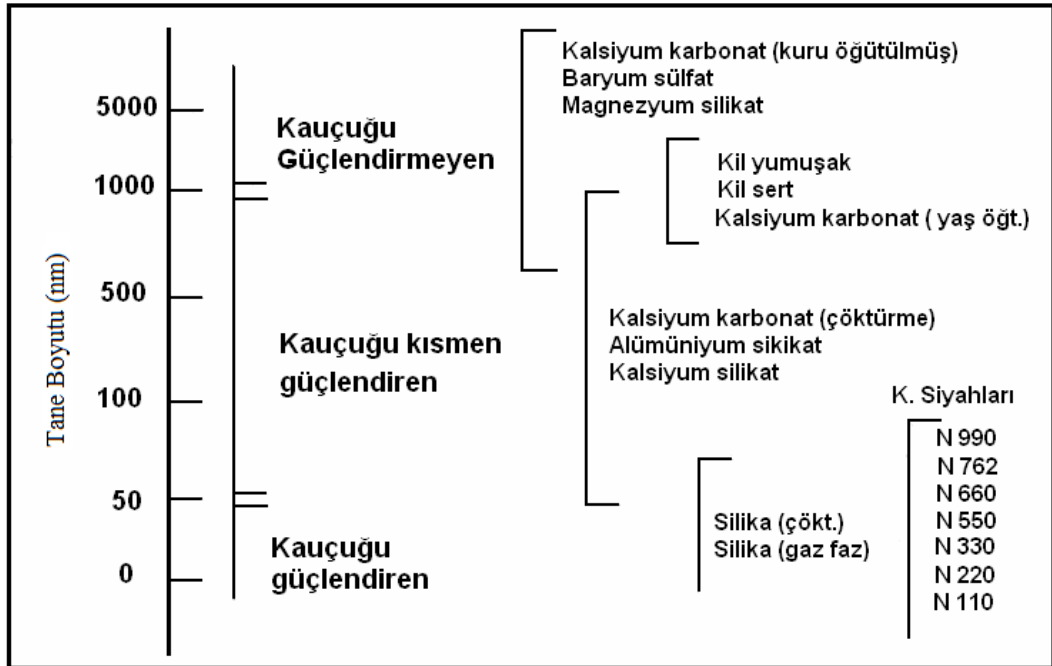 Tane Boyutu (nm)
5000
1000
500
100
50
0
Kauçuğu
Güçlendirmeyen
Kauçuğu kısmen
güçlendiren
Kauçuğu
güçlendiren
Kalsiyum karbonat (kuru öğütülmüş)
Baryum sülfat
Magnezyum silikat
Kil yumuşak
Kil sert
Kalsiyum karbonat ( yaş öğt.)
Kalsiyum karbonat (çöktürme)
Alümüniyum sikikat
Kalsiyum silikat
Silika (çökt.)
Silika (gaz faz)
K. Siyahları
N 990
N 762
N 660
N 550
N 330
N 220
N 110